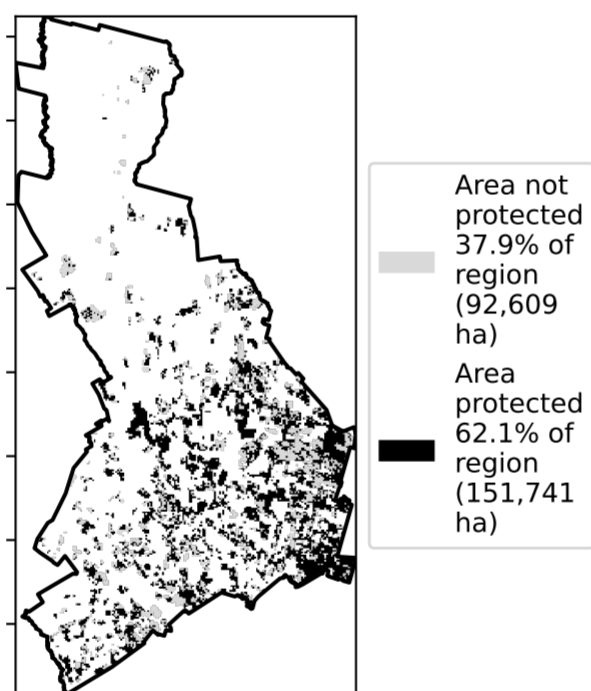 Area not
protected
37.9% of
region
(92,609
ha)
Area
protected
62.1% of
region
(151,741
ha)